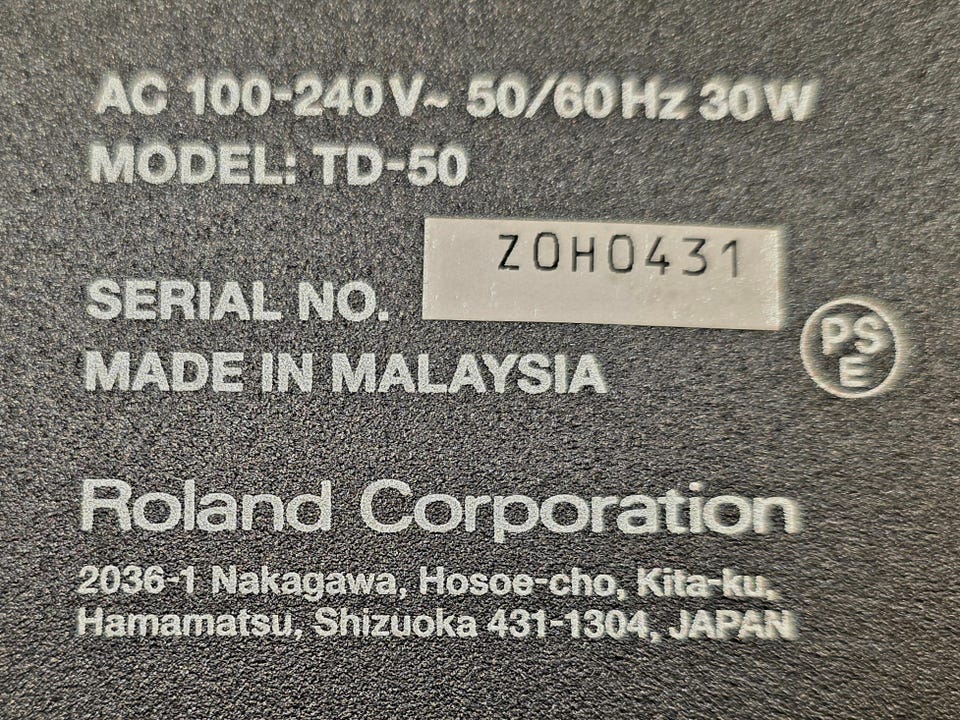 AC 100-240V~ 50/60Hz 30W
MODEL: TD-50
Z0H0431
SERIAL NO.
MADE IN MALAYSIA
PS
E
Roland Corporation
2036-1 Nakagawa, Hosoe-cho, Kita-ku,
Hamamatsu, Shizuoka 431-1304, JAPAN